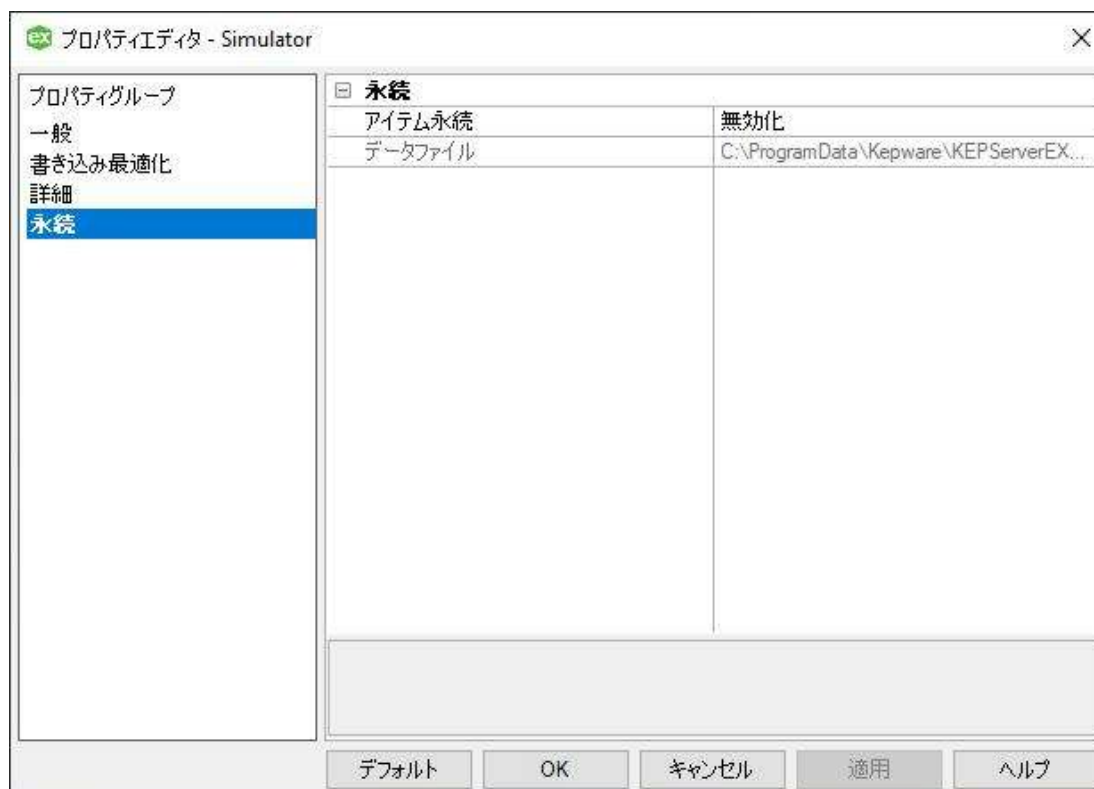 プロパティエディタ - Simulator
プロパティグループ
一般
書き込み最適化
詳細
永続
永続
アイテム永続 無効化
データファイル C:\ProgramData\Kepware\KEPServerEX...
デフォルト OK キャンセル 適用 ヘルプ